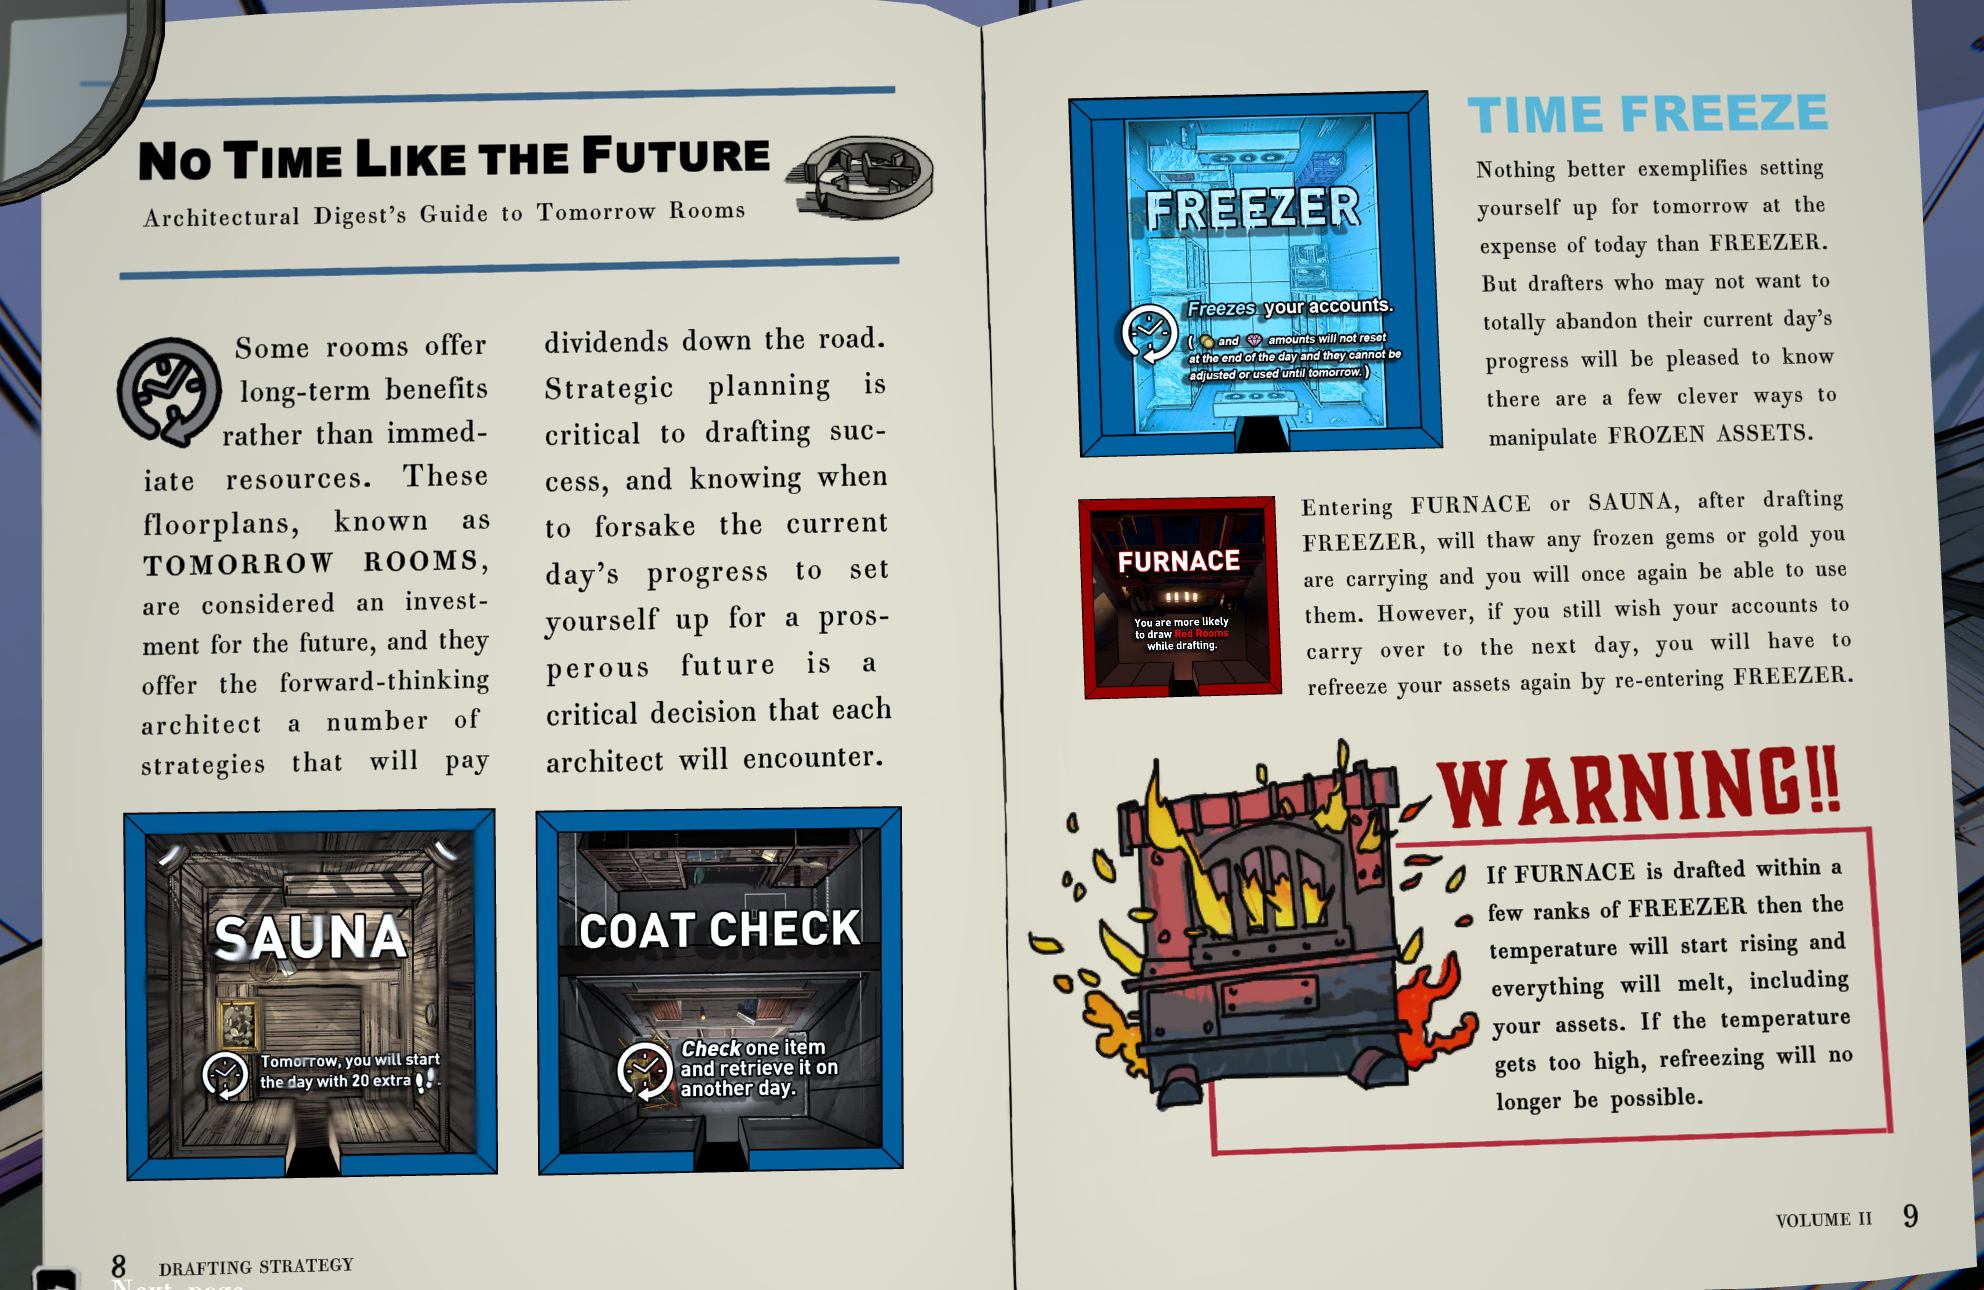 No Time Like the Future
Architectural Digest's Guide to Tomorrow Rooms
Some rooms offer
long-term benefits
rather than immed-
iate resources. These
floorplans, known as
TOMORROW ROOMS,
are considered an invest-
ment for the future, and they
offer the forward-thinking
architect a number of
strategies that will pay
dividends down the road.
Strategic planning is
critical to drafting suc-
cess, and knowing when
to forsake the current
day's progress to set
yourself up for a pros-
perous future is a
critical decision that each
architect will encounter.
SAUNA
Tomorrow, you will start
the day with 20 extra
COAT CHECK
Check one item
and retrieve it on
another day.
8 DRAFTING STRATEGY
Next page
FREEZER
Freezes your accounts.
( and amounts will not reset
at the end of the day and they cannot be
adjusted or used until tomorrow. )
TIME FREEZE
Nothing better exemplifies setting
yourself up for tomorrow at the
expense of today than FREEZER.
But drafters who may not want to
totally abandon their current day's
progress will be pleased to know
there are a few clever ways to
manipulate FROZEN ASSETS.
FURNACE
You are more likely
to draw Red Rooms
while drafting.
Entering FURNACE or SAUNA, after drafting
FREEZER, will thaw any frozen gems or gold you
are carrying and you will once again be able to use
them. However, if you still wish your accounts to
carry over to the next day, you will have to
refreeze your assets again by re-entering FREEZER.
WARNING!!
If FURNACE is drafted within a
few ranks of FREEZER then the
temperature will start rising and
everything will melt, including
your assets. If the temperature
gets too high, refreezing will no
longer be possible.
VOLUME II 9